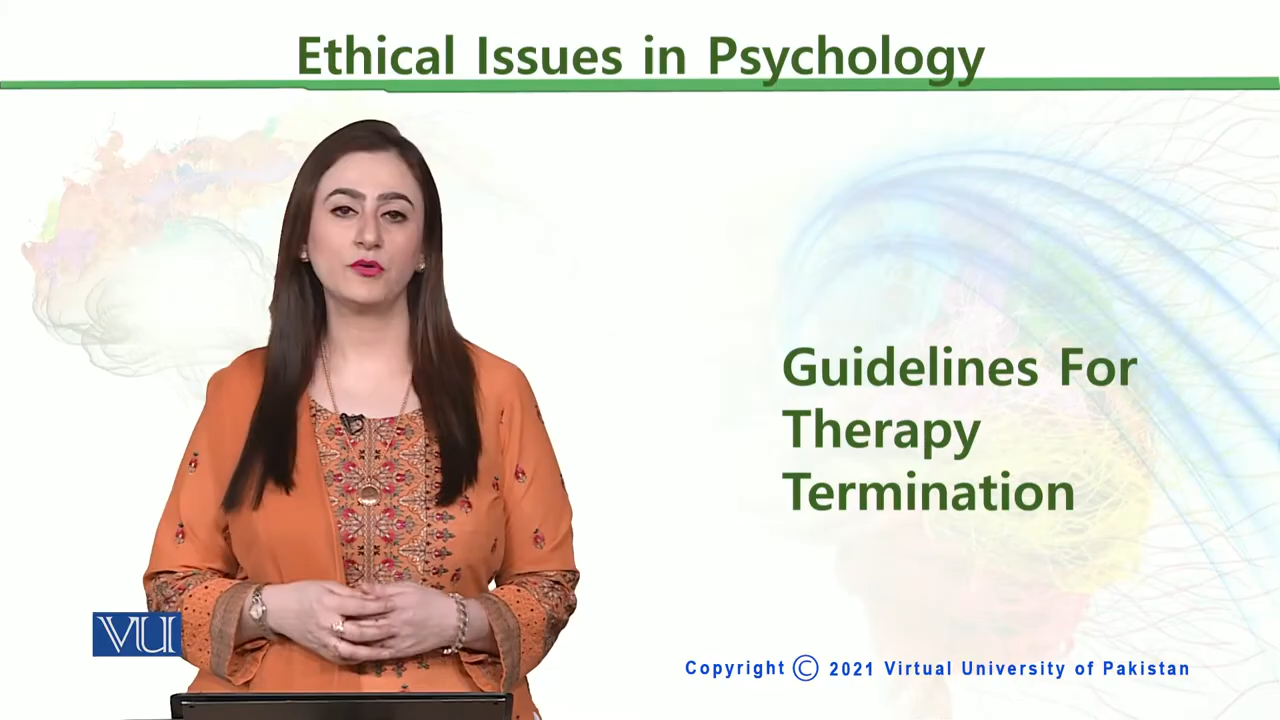 Ethical Issues in Psychology
Guidelines For
Therapy
Termination
VU
Copyright © 2021 Virtual University of Pakistan